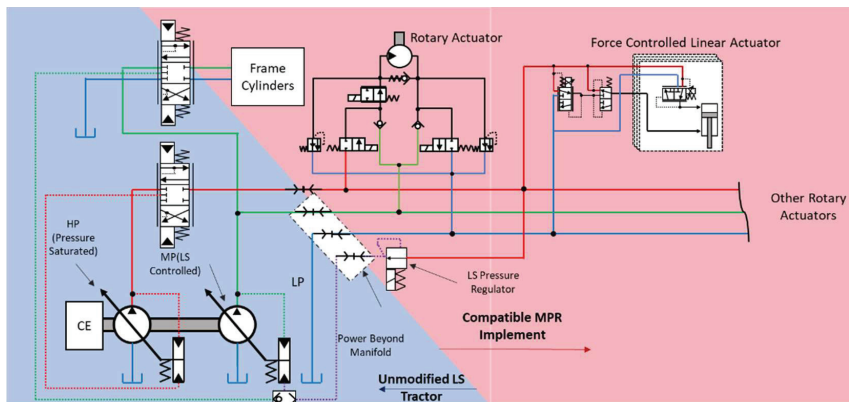 Frame
Cylinders
Rotary Actuator
Force Controlled Linear Actuator
HP
(Pressure
Saturated)
MP(LS
Controlled)
LP
CE
Other Rotary
Actuators
LS Pressure
Regulator
Power Beyond
Manifold
Compatible MPR
Implement
Unmodified LS
Tractor